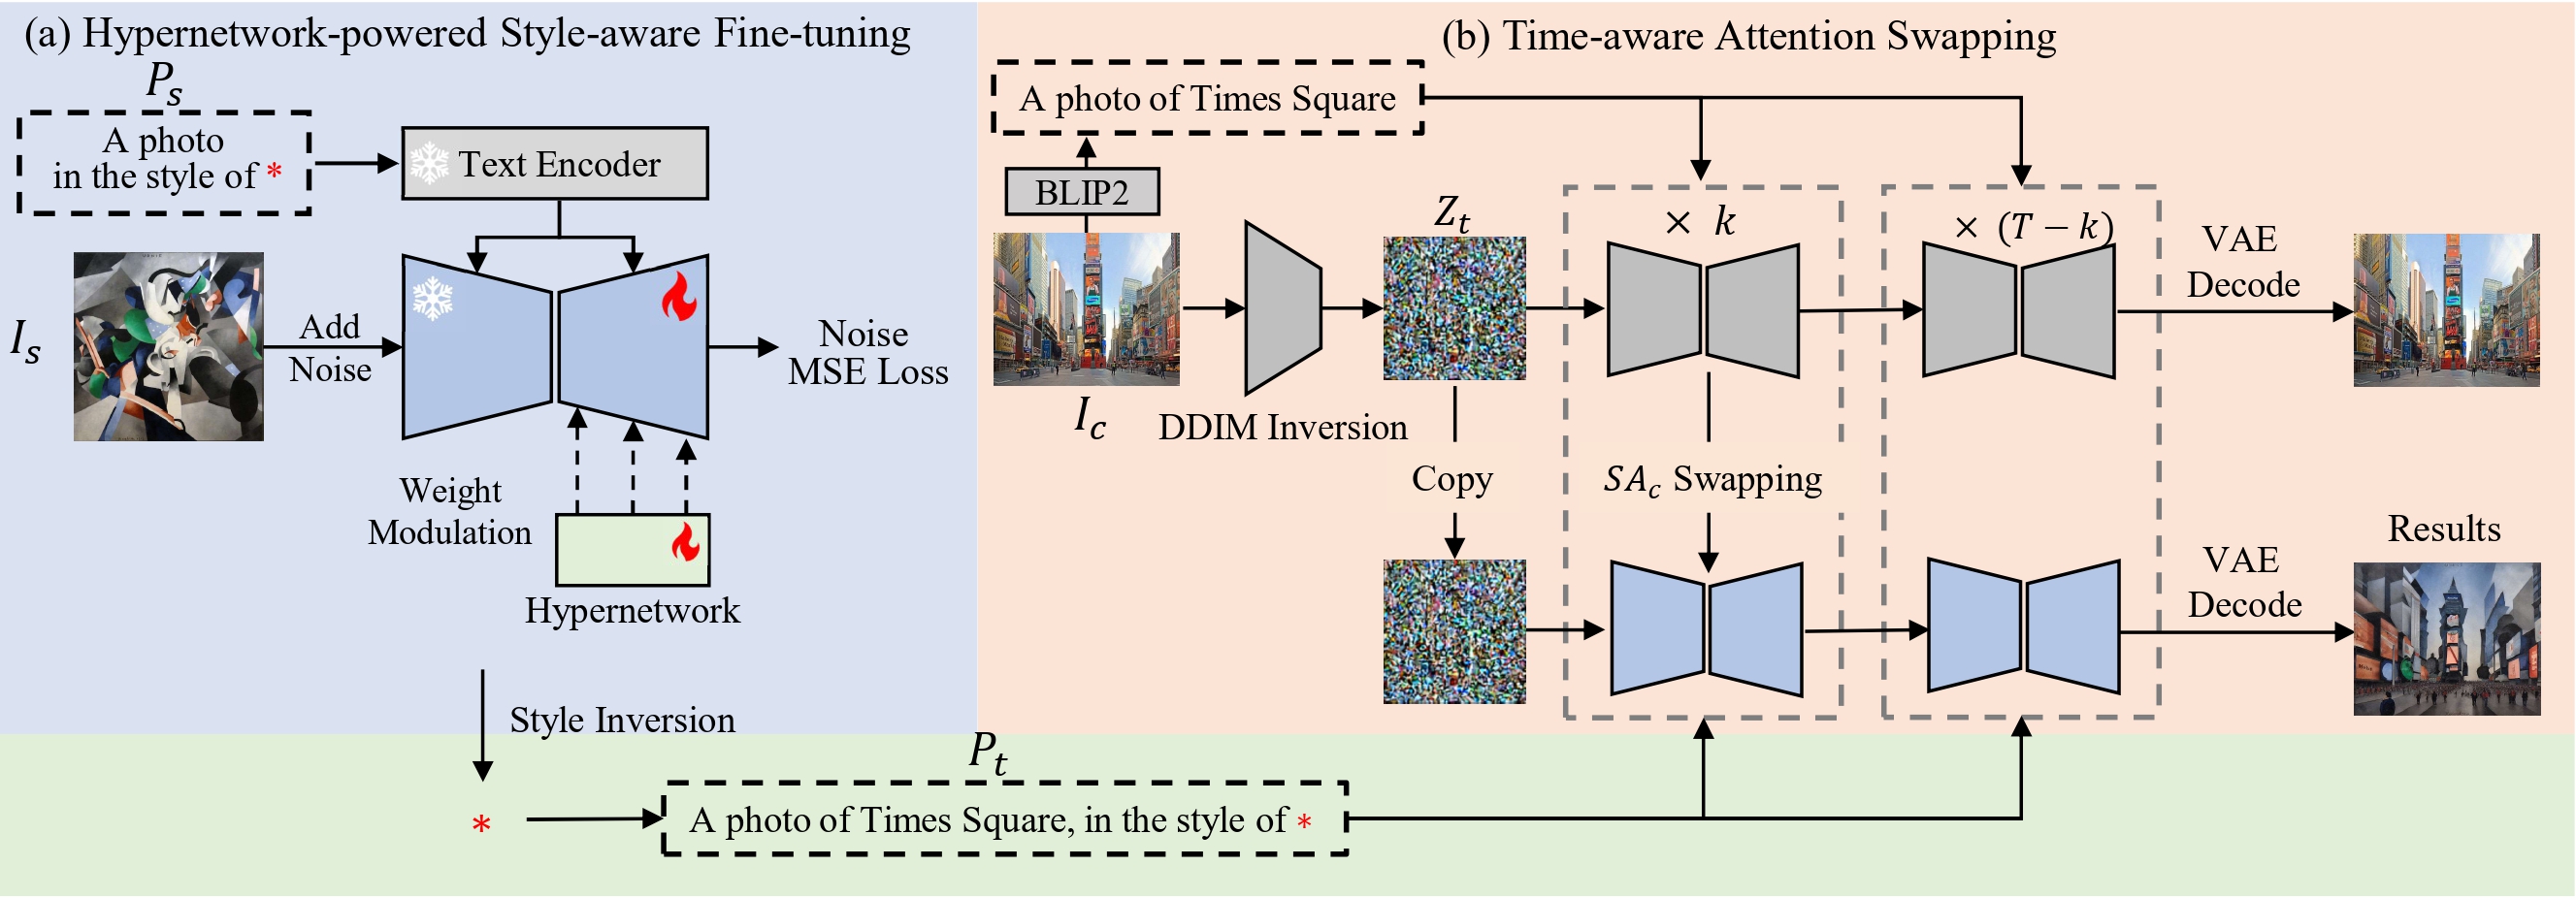 (a) Hypernetwork-powered Style-aware Fine-tuning
P_s
A photo
in the style of *
Text Encoder
I_s
Add
Noise
Noise
MSE Loss
Weight
Modulation
Hypernetwork
Style Inversion
*
P_t
A photo of Times Square, in the style of *
(b) Time-aware Attention Swapping
A photo of Times Square
BLIP2
I_c
DDIM Inversion
Z_t
× k
× (T − k)
VAE
Decode
Copy
SA_c Swapping
VAE
Decode
Results